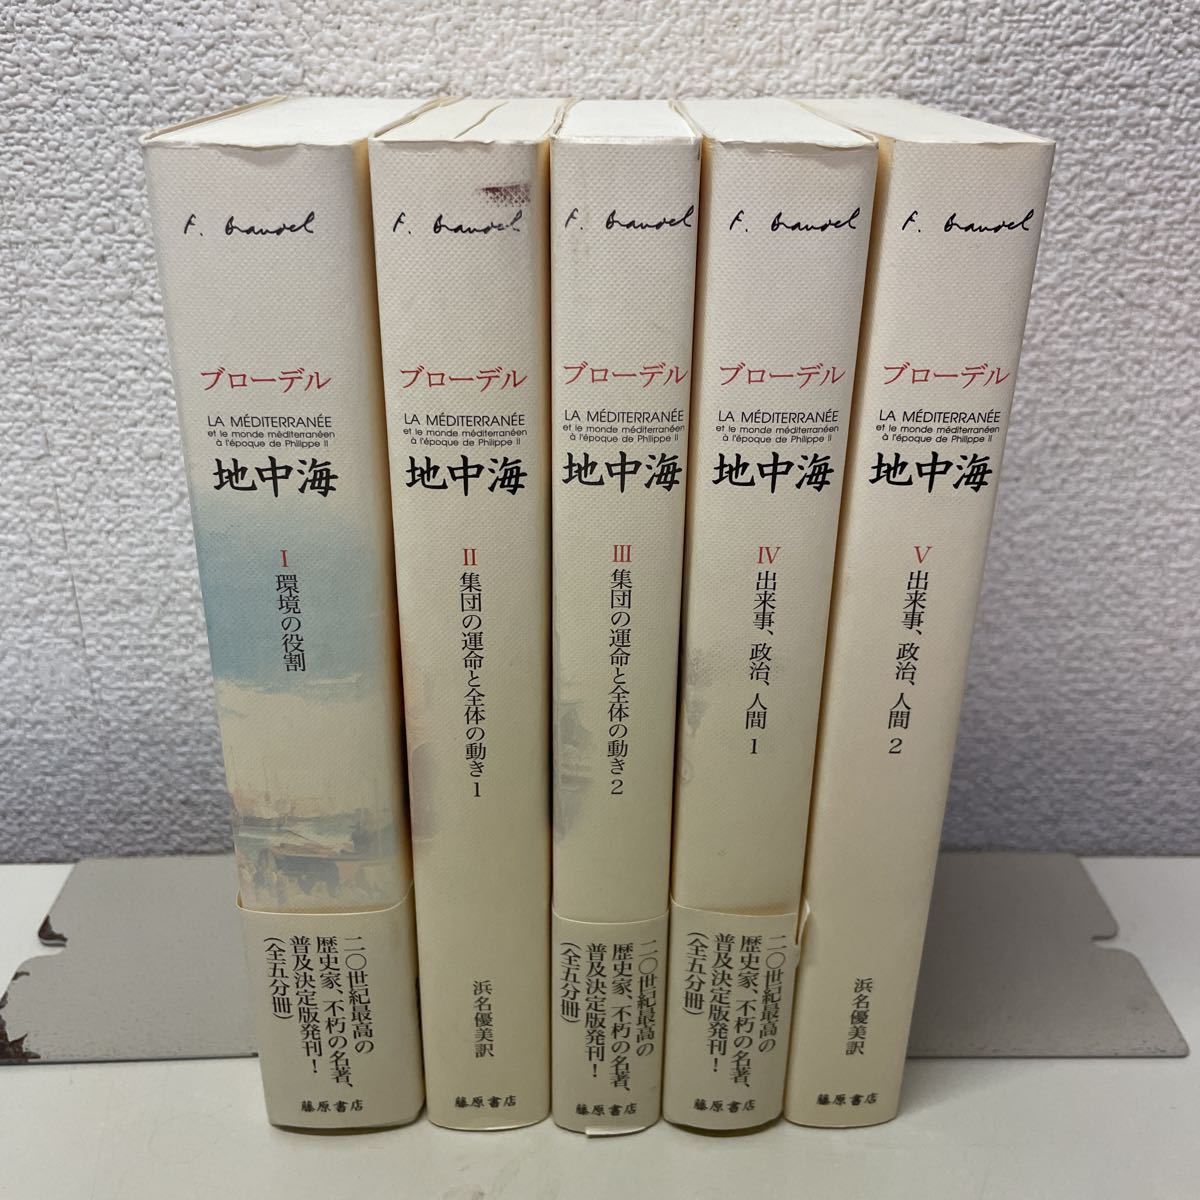 F. Braudel
ブローデル
LA MÉDITERRANÉE
et le monde méditerranéen
à l'époque de Philippe II
地中海
I
環境の役割
二〇世紀最高の
歴史家、不朽の名著、
普及決定版発刊！
（全五分冊）
藤原書店
F. Braudel
ブローデル
LA MÉDITERRANÉE
et le monde méditerranéen
à l'époque de Philippe II
地中海
II
集団の運命と全体の動き 1
浜名優美訳
藤原書店
F. Braudel
ブローデル
LA MÉDITERRANÉE
et le monde méditerranéen
à l'époque de Philippe II
地中海
III
集団の運命と全体の動き 2
二〇世紀最高の
歴史家、不朽の名著、
普及決定版発刊！
（全五分冊）
藤原書店
F. Braudel
ブローデル
LA MÉDITERRANÉE
et le monde méditerranéen
à l'époque de Philippe II
地中海
IV
出来事、政治、人間 1
二〇世紀最高の
歴史家、不朽の名著、
普及決定版発刊！
（全五分冊）
藤原書店
F. Braudel
ブローデル
LA MÉDITERRANÉE
et le monde méditerranéen
à l'époque de Philippe II
地中海
V
出来事、政治、人間 2
浜名優美訳
藤原書店